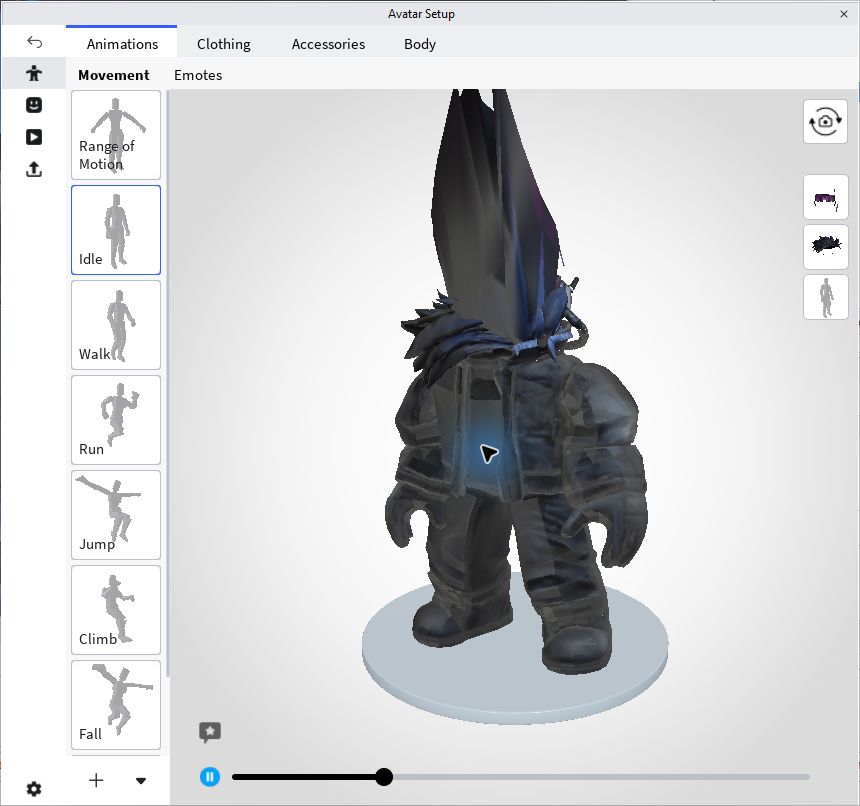 Avatar Setup
Animations
Clothing
Accessories
Body
Movement
Emotes
Range of
Motion
Idle
Walk
Run
Jump
Climb
Fall